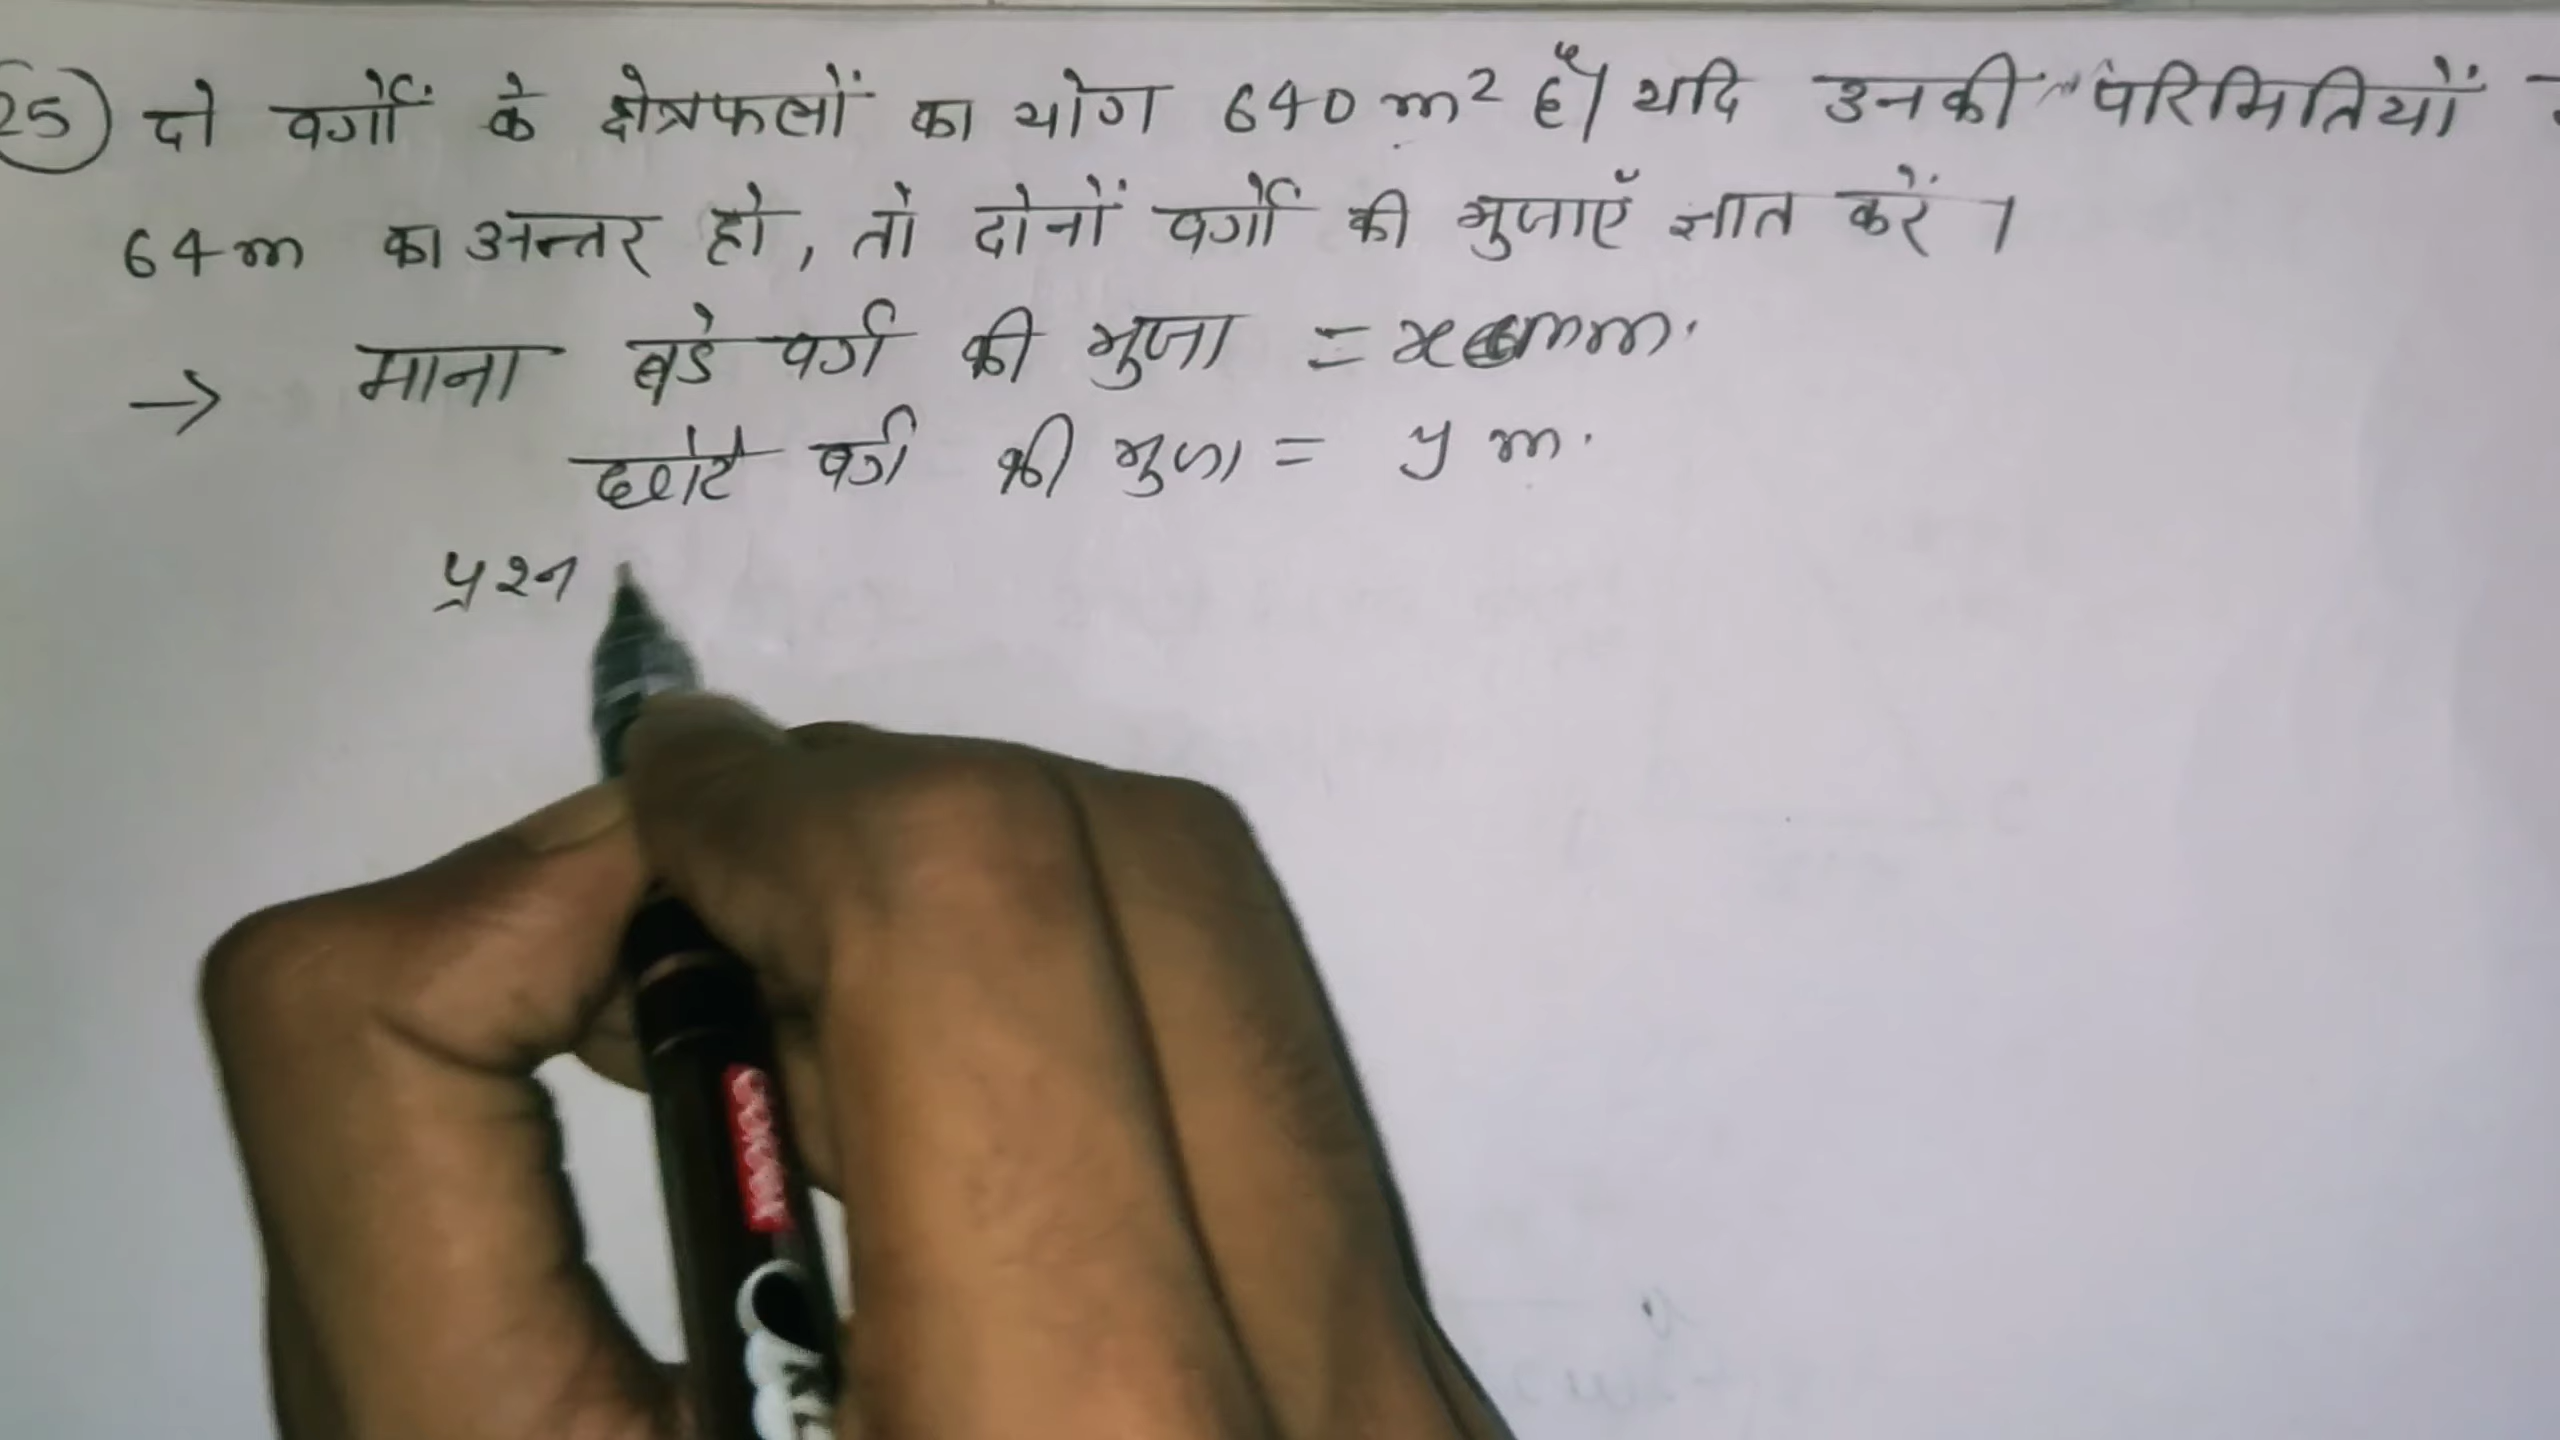 25) दो वर्गों के क्षेत्रफलों का योग 640 m² है। यदि उनकी परिमितियों
64 m का अन्तर हो, तो दोनों वर्गों की भुजाएँ ज्ञात करें।
→ माना बडे वर्ग की भुजा = x m.
छोटे वर्ग की भुजा = y m.
प्रश्न